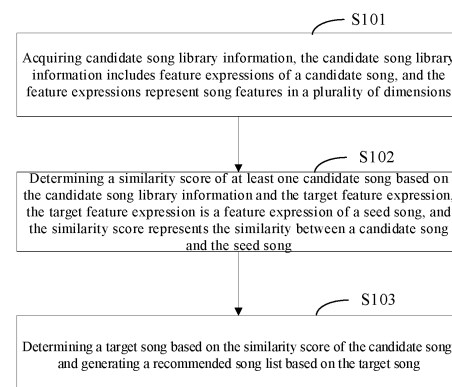 S101
Acquiring candidate song library information, the candidate song library
information includes feature expressions of a candidate song, and the
feature expressions represent song features in a plurality of dimensions
S102
Determining a similarity score of at least one candidate song based on
the candidate song library information and the target feature expression,
the target feature expression is a feature expression of a seed song, and
the similarity score represents the similarity between a candidate song
and the seed song
S103
Determining a target song based on the similarity score of the candidate song
and generating a recommended song list based on the target song